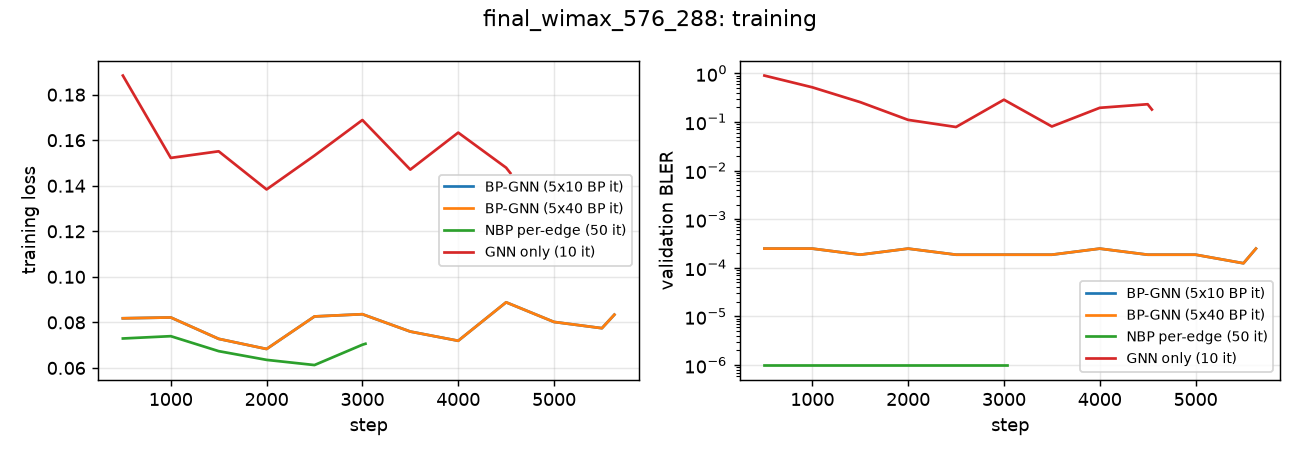 final_wimax_576_288: training
training loss
0.18
0.16
0.14
0.12
0.10
0.08
0.06
1000
2000
3000
4000
5000
step
BP-GNN (5x10 BP it)
BP-GNN (5x40 BP it)
NBP per-edge (50 it)
GNN only (10 it)
validation BLER
10⁰
10⁻¹
10⁻²
10⁻³
10⁻⁴
10⁻⁵
10⁻⁶
1000
2000
3000
4000
5000
step
BP-GNN (5x10 BP it)
BP-GNN (5x40 BP it)
NBP per-edge (50 it)
GNN only (10 it)